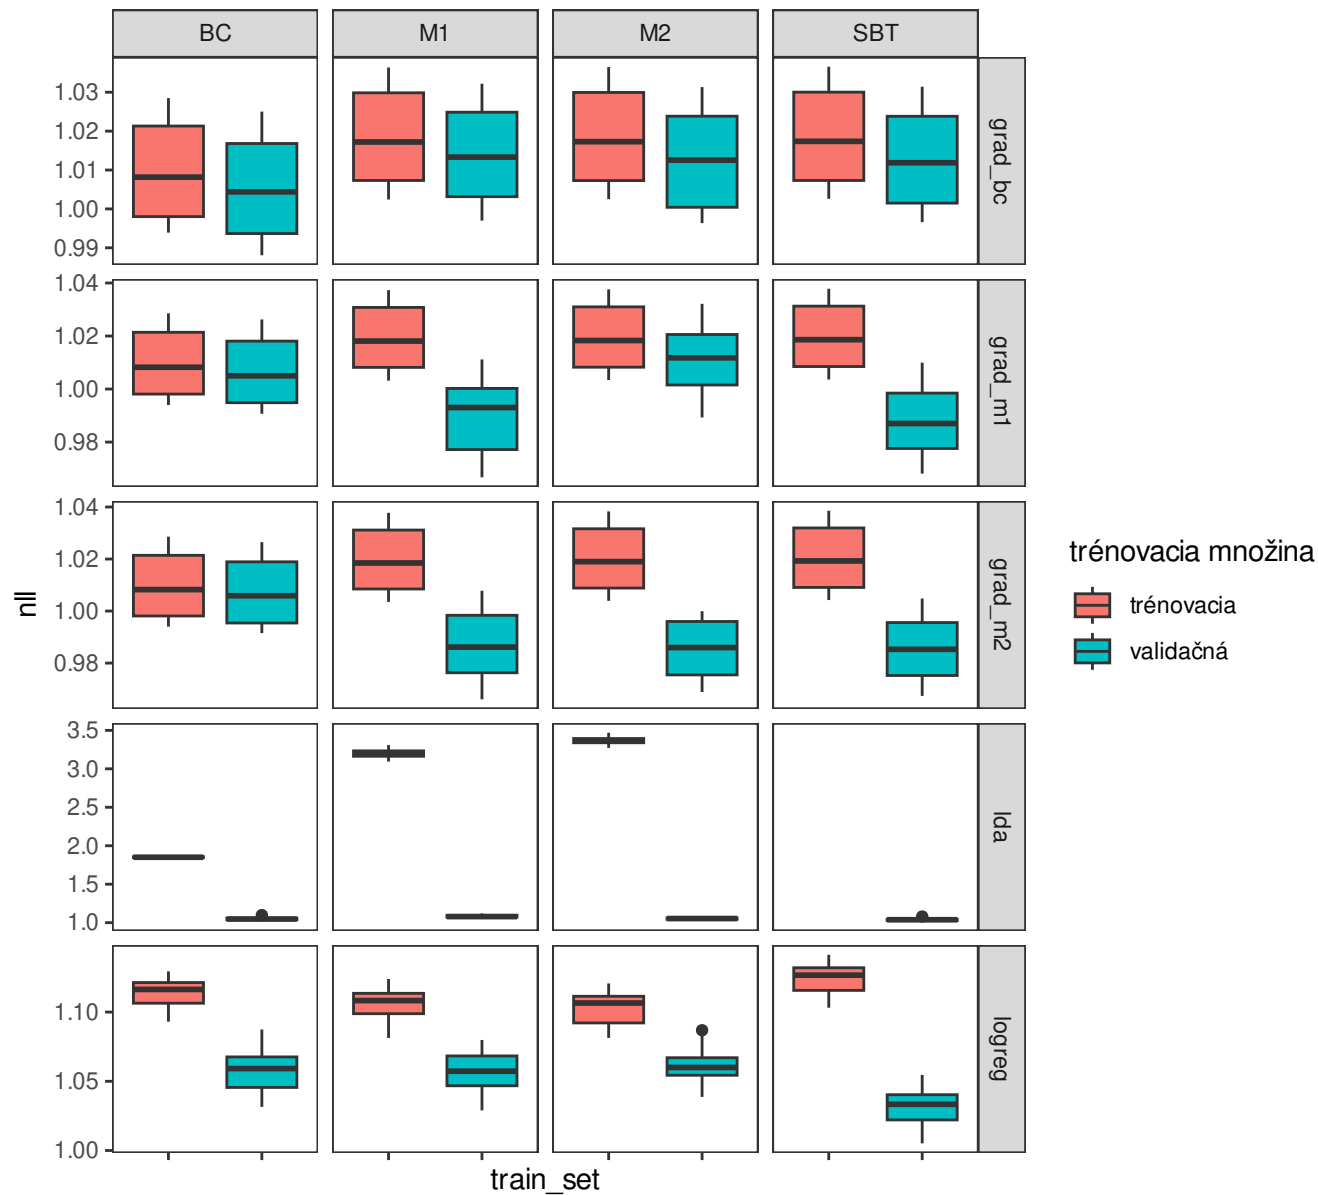 BC M1 M2 SBT
1.03
1.02
1.01
1.00
0.99
grad_bc
1.04
1.02
1.00
0.98
grad_m1
1.04
1.02
1.00
0.98
grad_m2
3.5
3.0
2.5
2.0
1.5
1.0
lda
1.10
1.05
1.00
logreg
nll
train_set
trénovacia množina
trénovacia
validačná